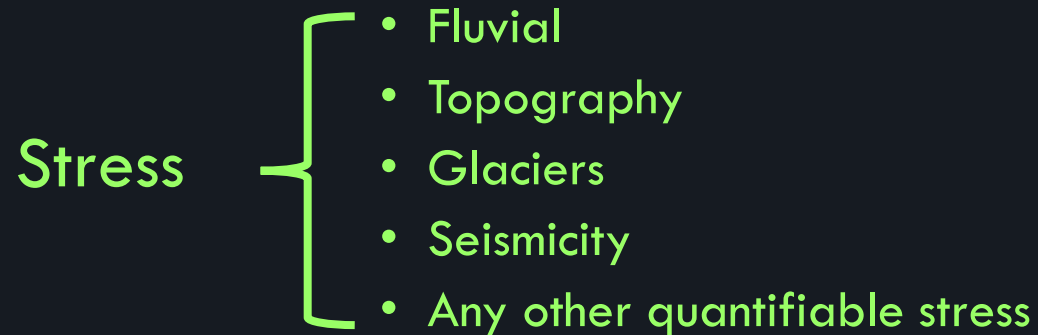 Stress
• Fluvial
• Topography
• Glaciers
• Seismicity
• Any other quantifiable stress